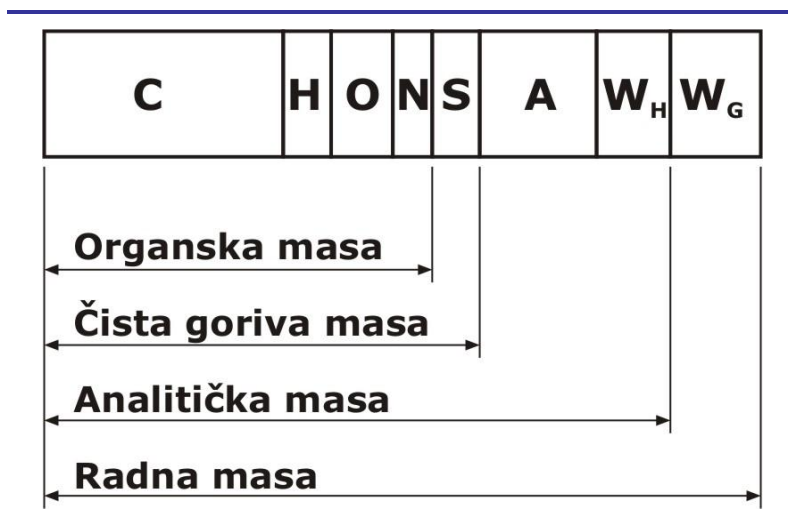 C H O N S A W_H W_G
Organska masa
Čista goriva masa
Analitička masa
Radna masa